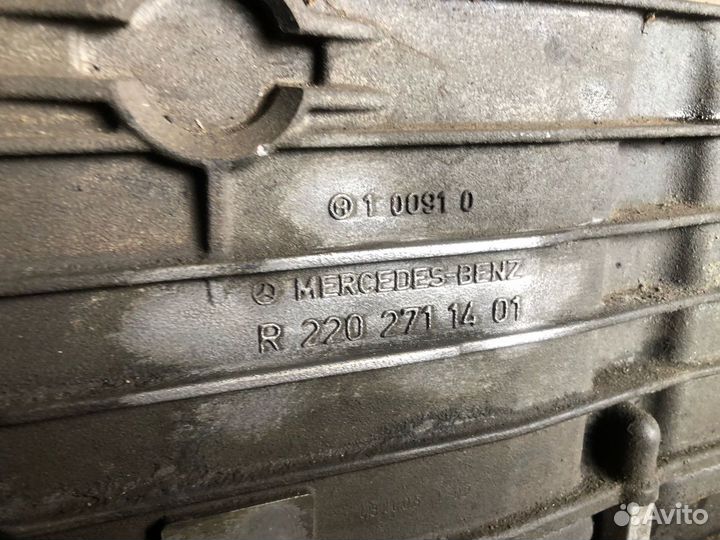 1 0091 0
MERCEDES-BENZ
R 220 271 14 01
Avito